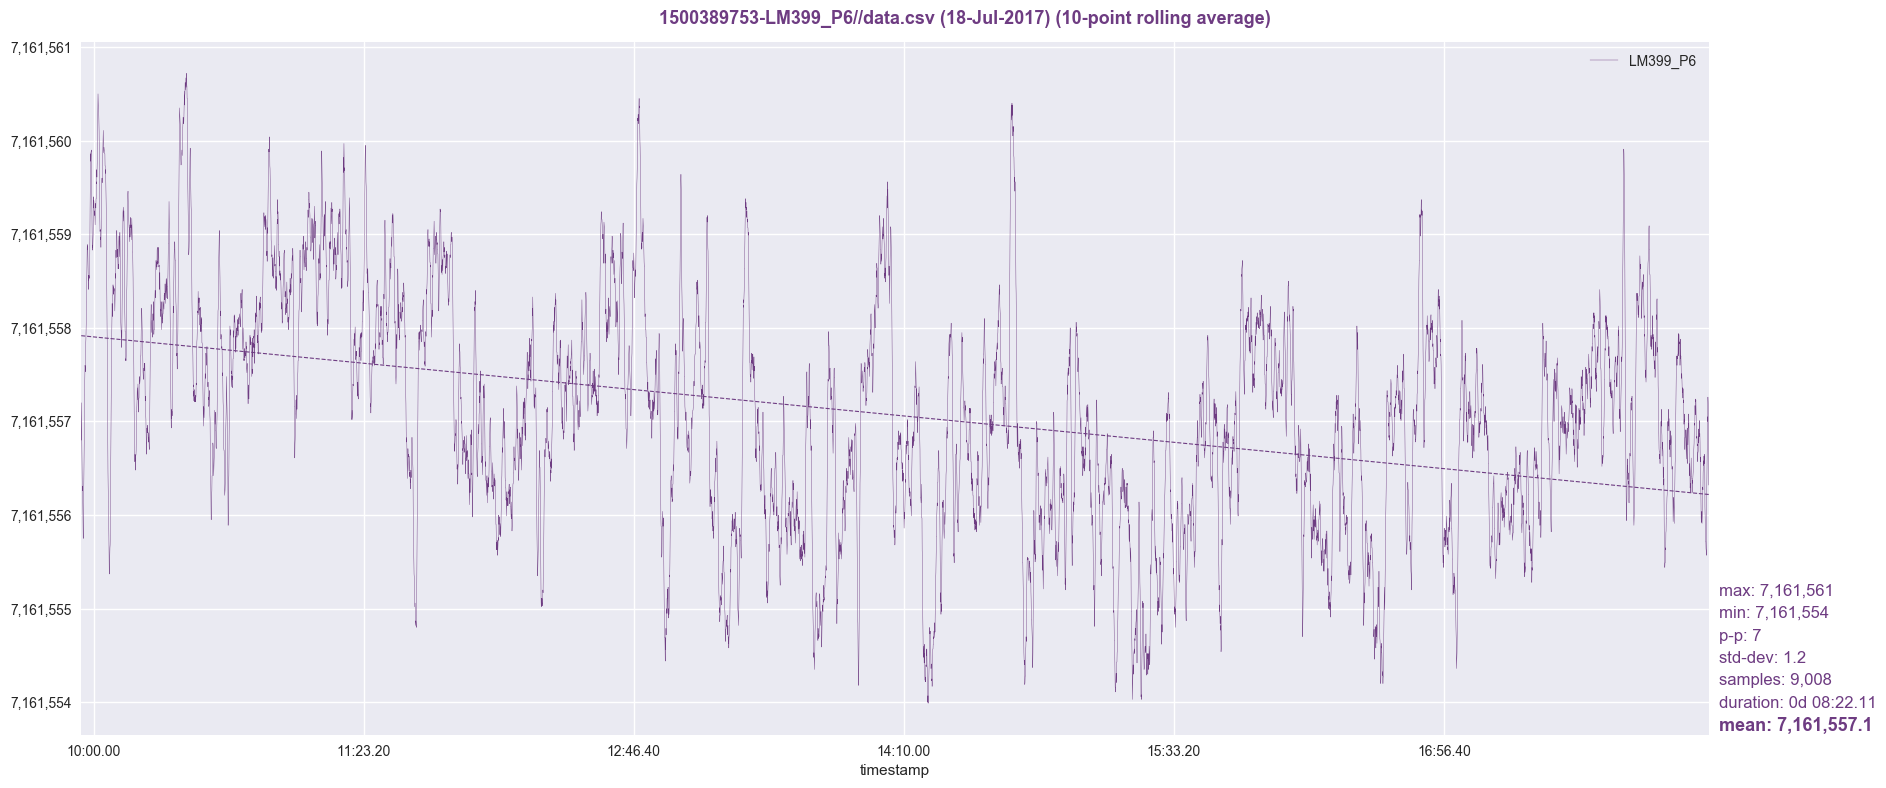 1500389753-LM399_P6//data.csv (18-Jul-2017) (10-point rolling average)
LM399_P6
7,161,561
7,161,560
7,161,559
7,161,558
7,161,557
7,161,556
7,161,555
7,161,554
max: 7,161,561
min: 7,161,554
p-p: 7
std-dev: 1.2
samples: 9,008
duration: 0d 08:22.11
mean: 7,161,557.1
10:00.00 11:23.20 12:46.40 14:10.00 15:33.20 16:56.40
timestamp